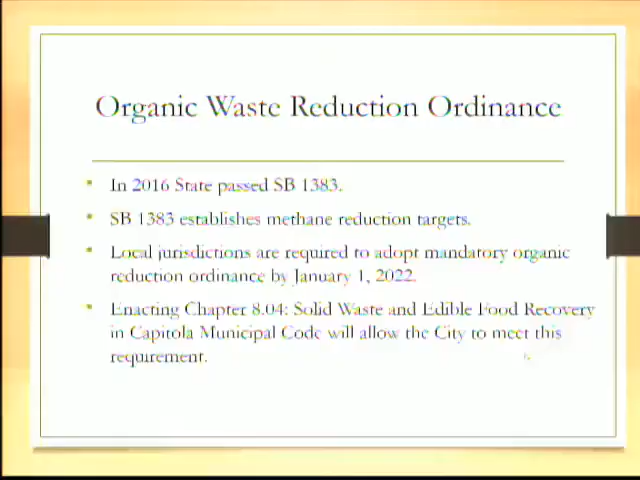 Organic Waste Reduction Ordinance
In 2016 State passed SB 1383.
SB 1383 establishes methane reduction targets.
Local jurisdictions are required to adopt mandatory organic
reduction ordinance by January 1, 2022.
Enacting Chapter 8.04: Solid Waste and Edible Food Recovery
in Capitola Municipal Code will allow the City to meet this
requirement.